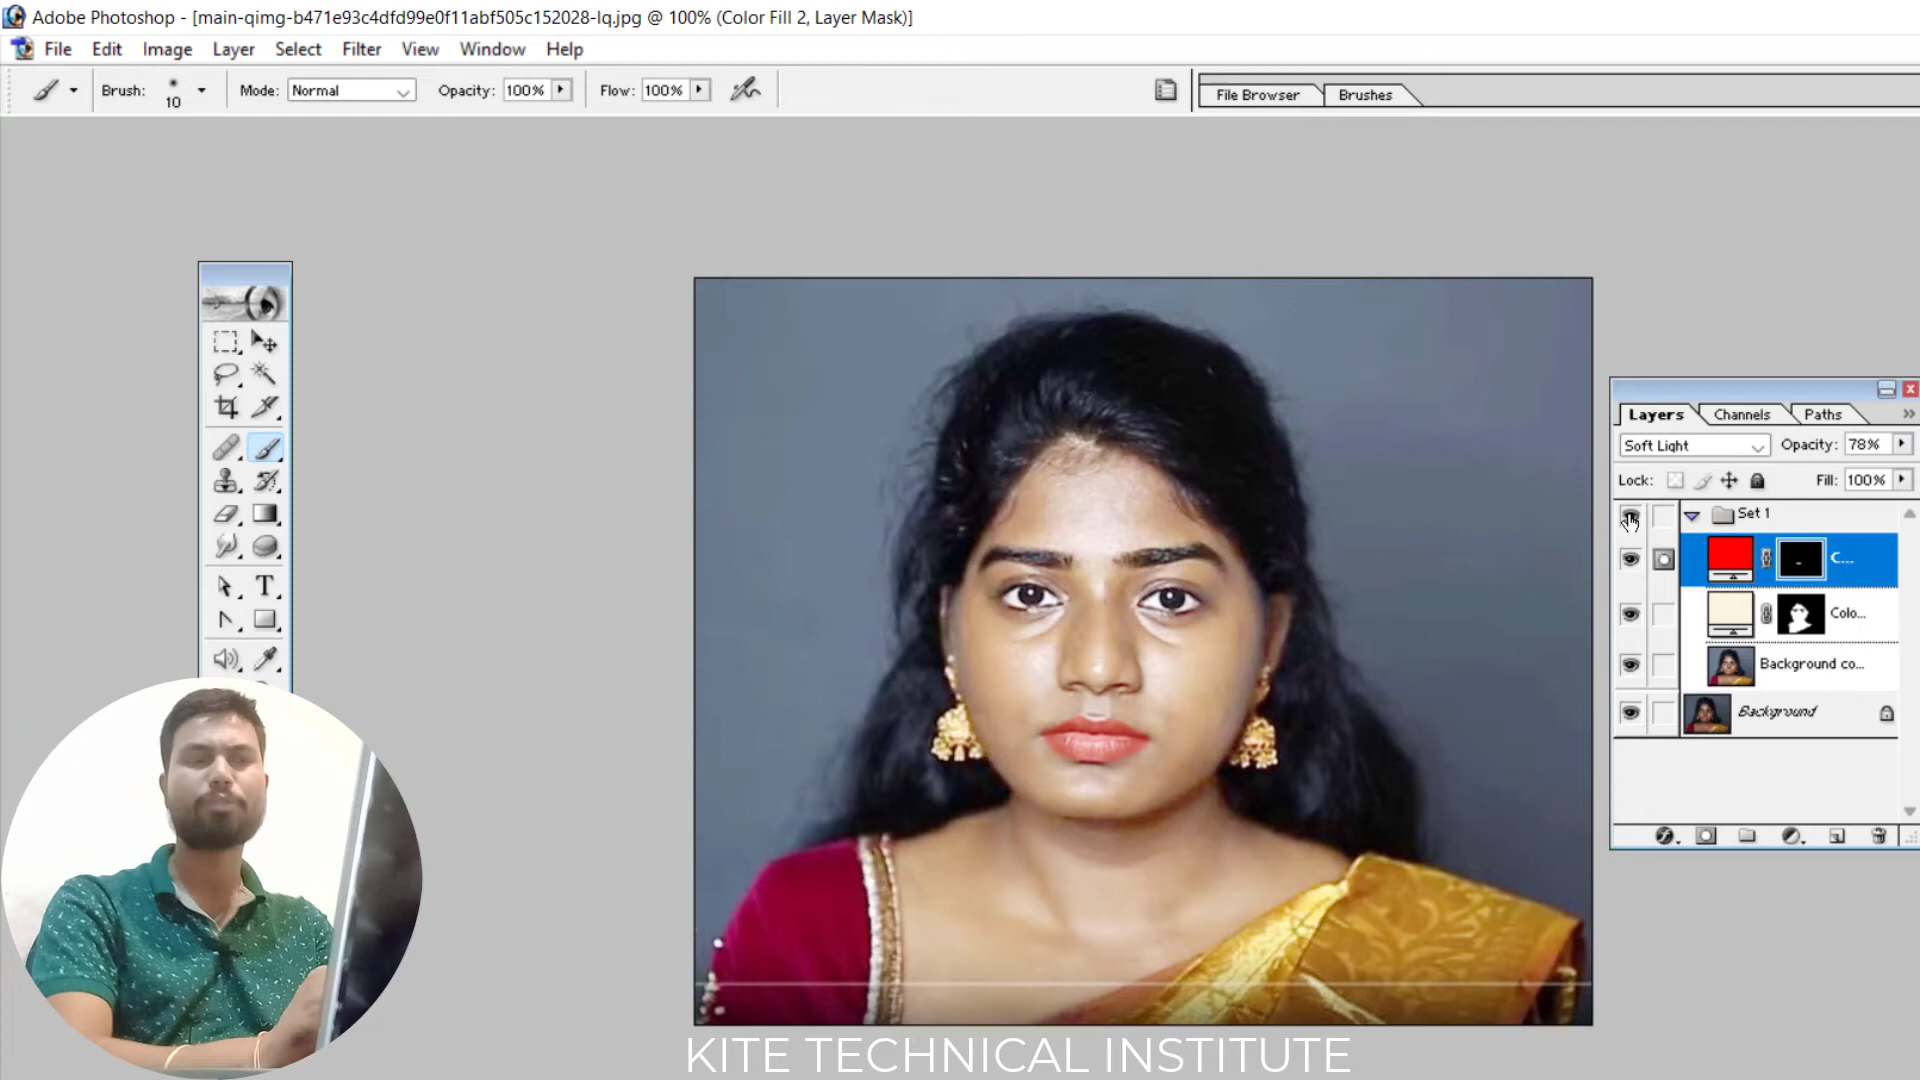 Adobe Photoshop - [main-qimg-b471e93c4dfd99e0f11abf505c152028-lq.jpg @ 100% (Color Fill 2, Layer Mask)]
File Edit Image Layer Select Filter View Window Help
Brush: 10 Mode: Normal Opacity: 100% Flow: 100% File Browser Brushes
Layers Channels Paths
Soft Light Opacity: 78%
Lock: Fill: 100%
Set 1
C...
Colo...
Background co...
Background
KITE TECHNICAL INSTITUTE